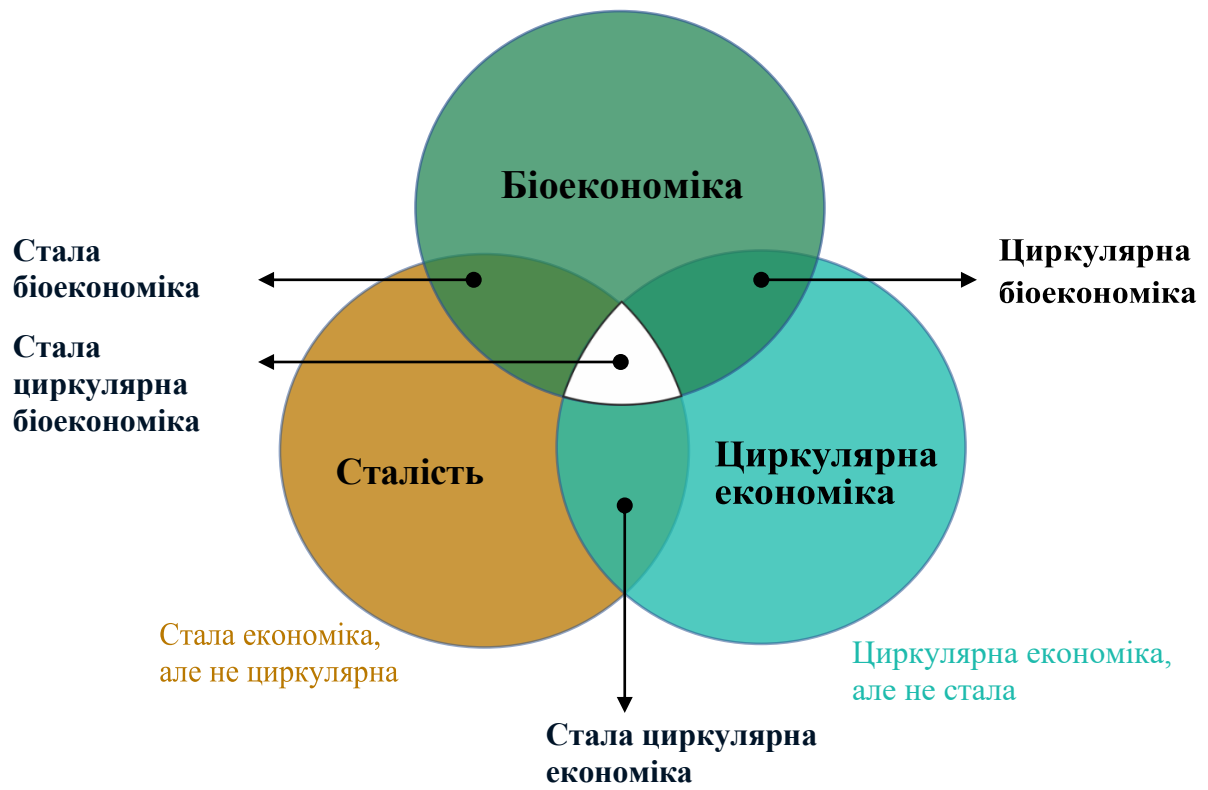 Біоекономіка
Стала
біоекономіка
Циркулярна
біоекономіка
Стала
циркулярна
біоекономіка
Сталість
Циркулярна
економіка
Стала економіка,
але не циркулярна
Циркулярна економіка,
але не стала
Стала циркулярна
економіка